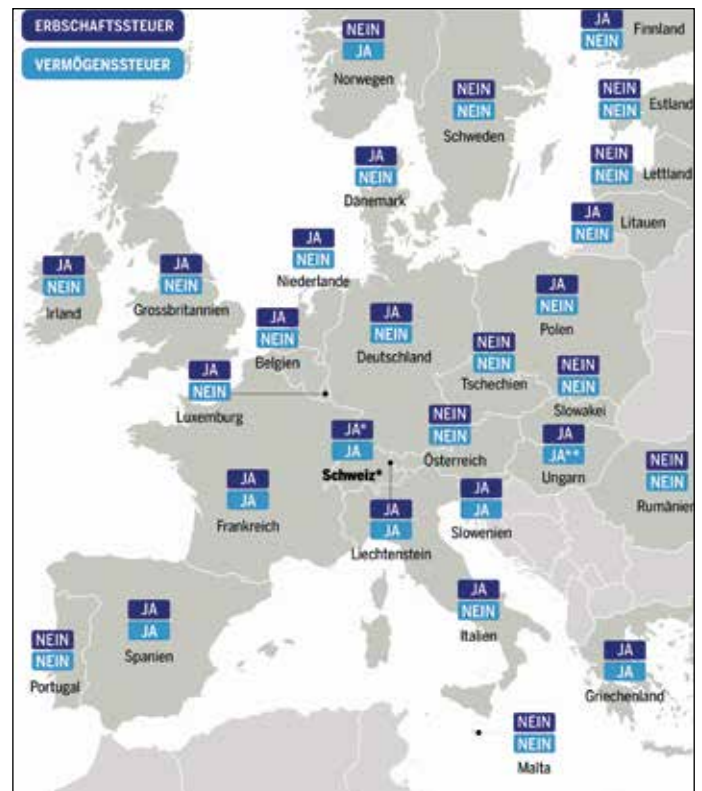 ERBSCHAFTSSTEUER
VERMÖGENSSTEUER
NEIN
JA
Norwegen
NEIN
NEIN
Schweden
JA
NEIN
Finnland
NEIN
NEIN
Estland
NEIN
NEIN
Lettland
JA
NEIN
Litauen
JA
NEIN
Dänemark
JA
NEIN
Irland
JA
NEIN
Grossbritannien
JA
NEIN
Niederlande
JA
NEIN
Belgien
JA
NEIN
Deutschland
JA
NEIN
Polen
NEIN
NEIN
Tschechien
NEIN
NEIN
Slowakei
JA
NEIN
Luxemburg
JA*
JA
Schweiz*
NEIN
NEIN
Österreich
JA
JA**
Ungarn
NEIN
NEIN
Rumänien
JA
JA
Frankreich
JA
JA
Liechtenstein
JA
JA
Slowenien
JA
NEIN
Italien
JA
JA
Spanien
NEIN
NEIN
Portugal
JA
JA
Griechenland
NEIN
NEIN
Malta